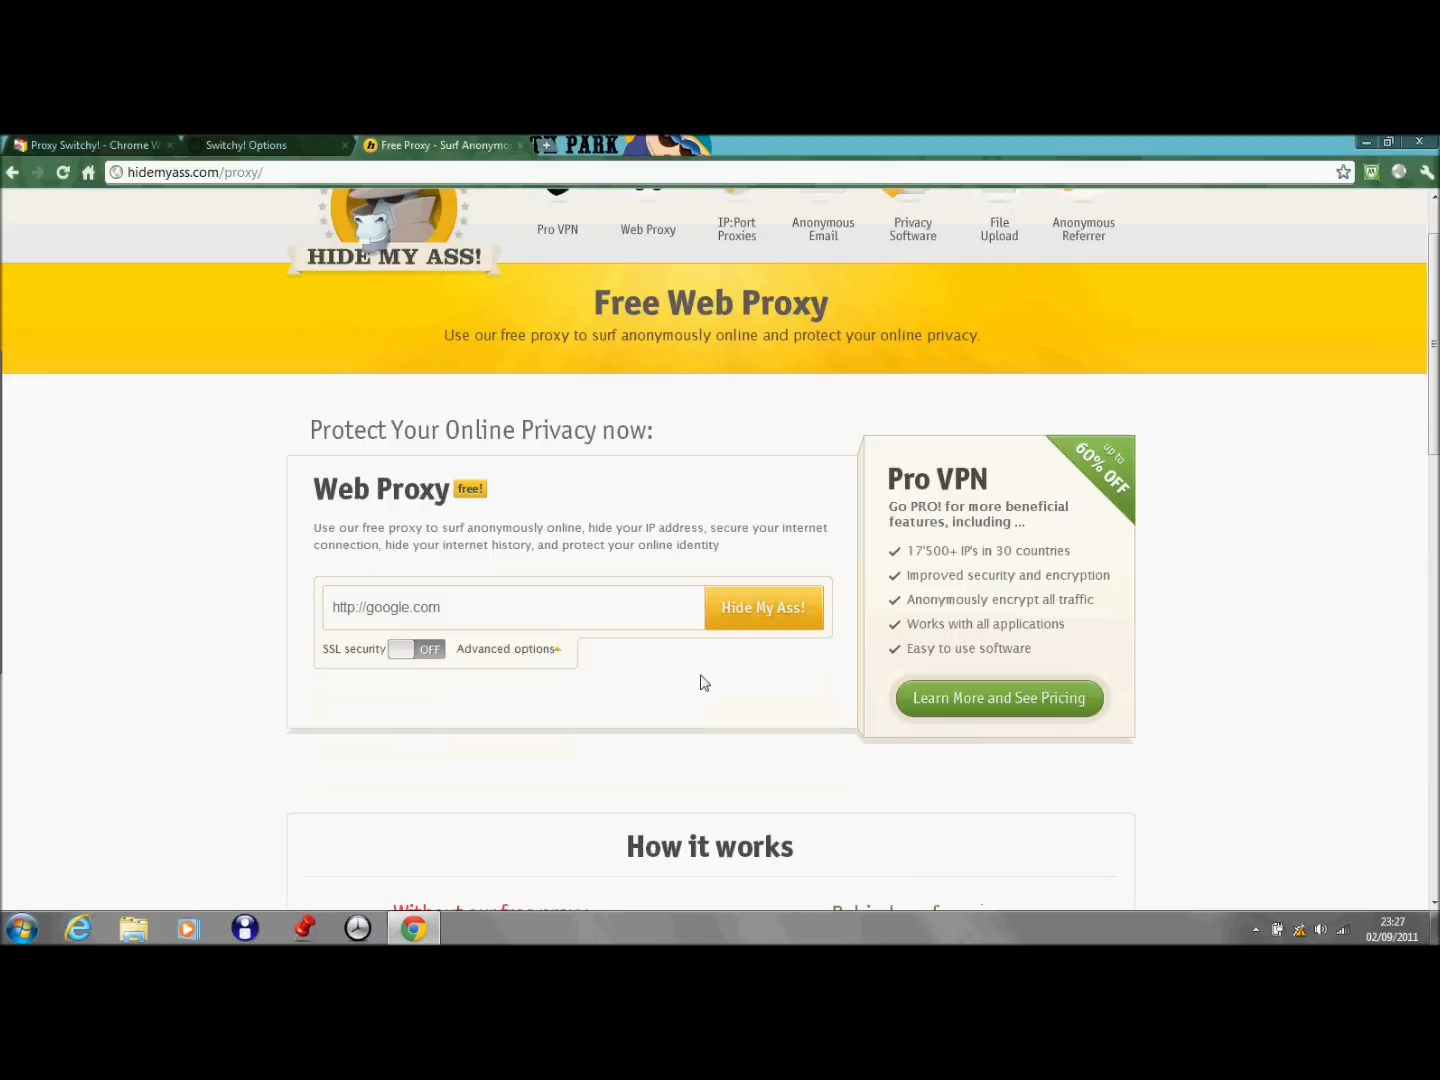 Proxy Switchy! - Chrome W
Switchy! Options
Free Proxy - Surf Anonymo
PARK
hidemyass.com/proxy/
HIDE MY ASS!
Pro VPN
Web Proxy
IP:Port
Proxies
Anonymous
Email
Privacy
Software
File
Upload
Anonymous
Referrer
Free Web Proxy
Use our free proxy to surf anonymously online and protect your online privacy.
Protect Your Online Privacy now:
Web Proxy free!
Use our free proxy to surf anonymously online, hide your IP address, secure your internet
connection, hide your internet history, and protect your online identity
http://google.com
Hide My Ass!
SSL security OFF Advanced options
up to
60% OFF
Pro VPN
Go PRO! for more beneficial
features, including ...
17'500+ IP's in 30 countries
Improved security and encryption
Anonymously encrypt all traffic
Works with all applications
Easy to use software
Learn More and See Pricing
How it works
23:27
02/09/2011